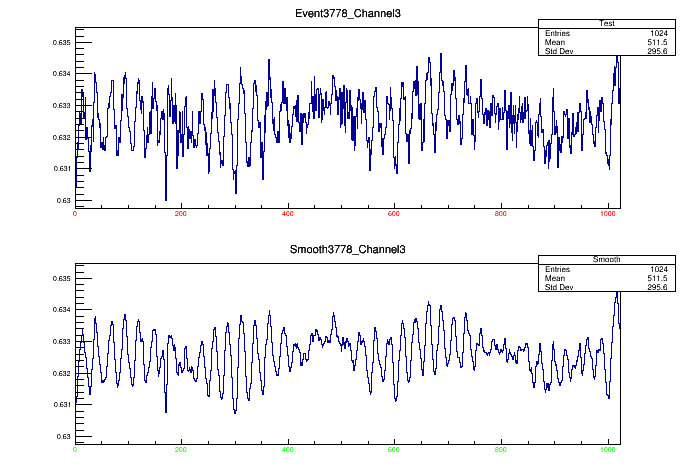 Event3778_Channel3
Test
Entries 1024
Mean 511.5
Std Dev 295.6
0.635
0.634
0.633
0.632
0.631
0.63
0 200 400 600 800 1000
Smooth3778_Channel3
Smooth
Entries 1024
Mean 511.5
Std Dev 295.6
0.635
0.634
0.633
0.632
0.631
0.63
0 200 400 600 800 1000